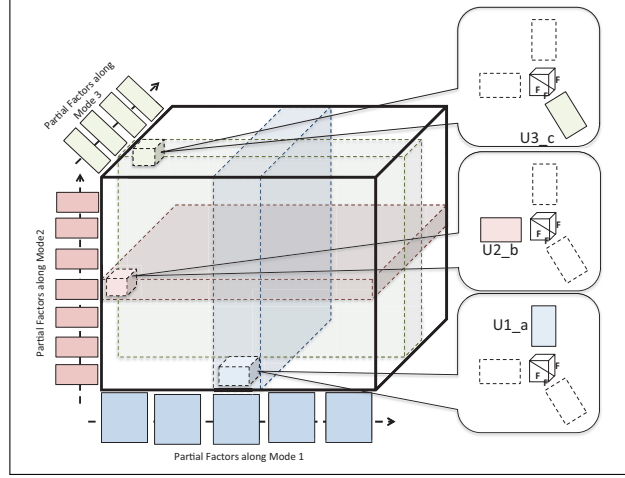 Partial Factors along
Mode 3
F
F
F
U3_c
Partial Factors along Mode2
U2_b
F
F
F
U1_a
F
F
F
Partial Factors along Mode 1